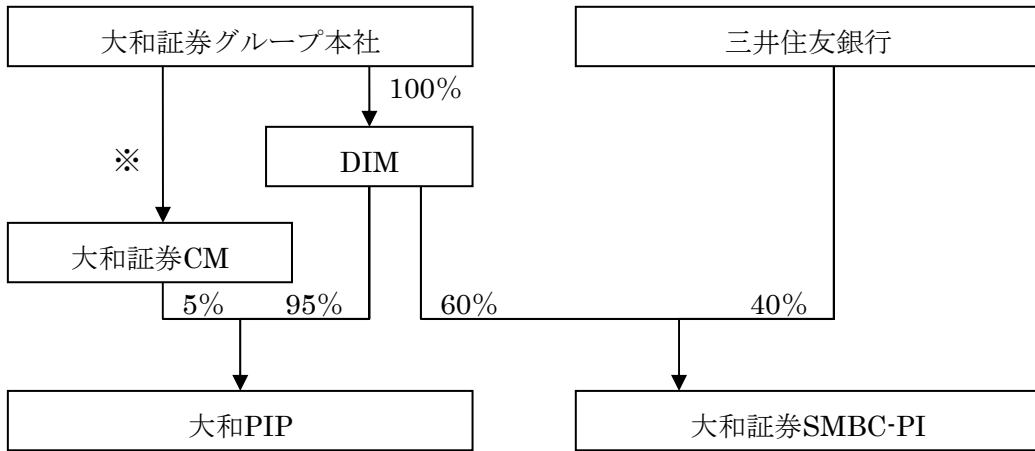 大和証券グループ本社
三井住友銀行
100%
※
DIM
大和証券CM
5%
95%
60%
40%
大和PIP
大和証券SMBC-PI